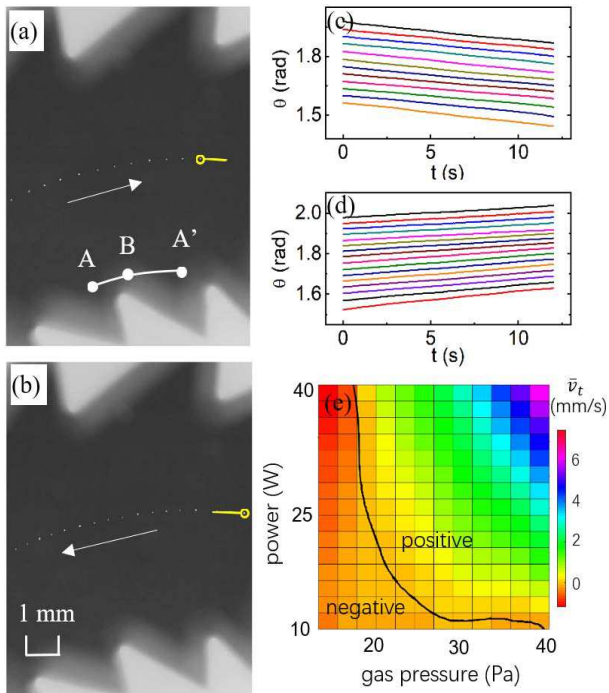 (a)
A
B
A'
(b)
1 mm
(c)
θ (rad)
1.8
1.5
0
5
10
t (s)
(d)
θ (rad)
2.0
1.8
1.6
0
5
10
t (s)
(e)
power (W)
40
25
10
positive
negative
20
30
40
gas pressure (Pa)
v̄t
(mm/s)
6
4
2
0